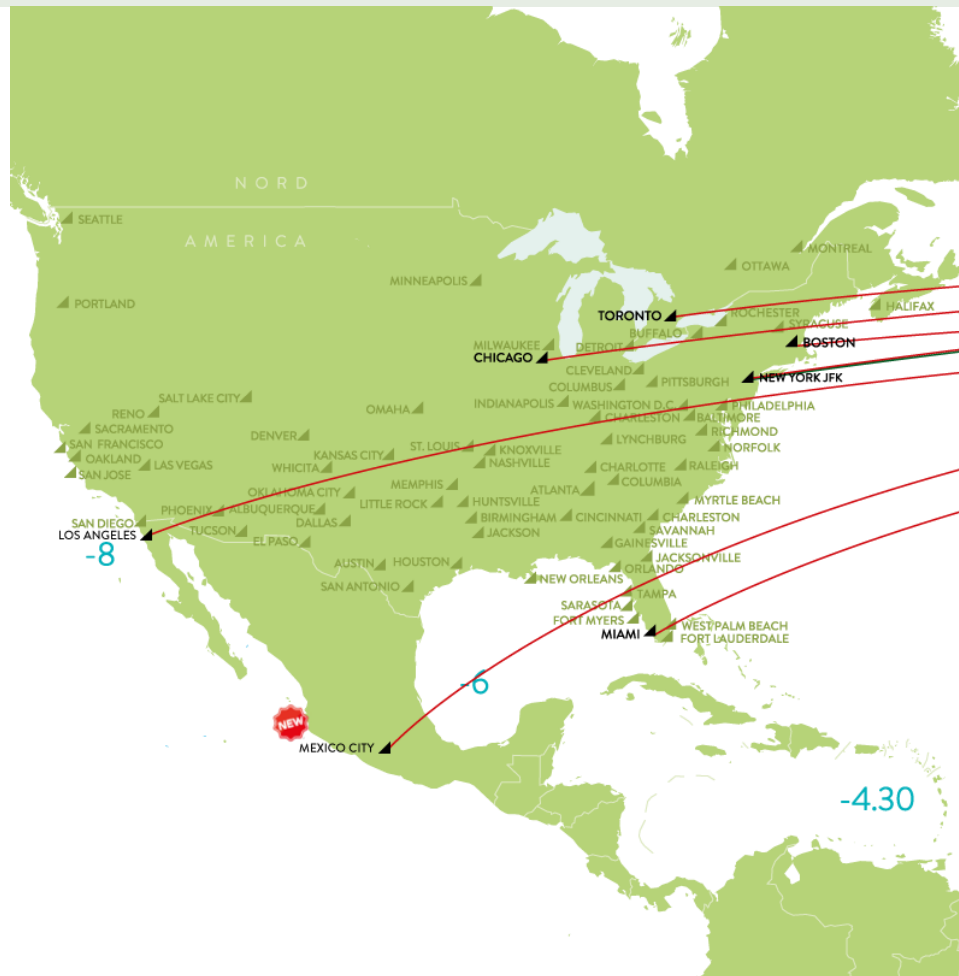 NORD
AMERICA
SEATTLE
MONTREAL
OTTAWA
MINNEAPOLIS
PORTLAND
HALIFAX
TORONTO
ROCHESTER
SYRACUSE
BUFFALO
BOSTON
MILWAUKEE
DETROIT
CHICAGO
CLEVELAND
NEW YORK JFK
COLUMBUS
PITTSBURGH
SALT LAKE CITY
INDIANAPOLIS
WASHINGTON D.C.
PHILADELPHIA
OMAHA
RENO
CHARLESTON
BALTIMORE
SACRAMENTO
RICHMOND
DENVER
LYNCHBURG
SAN FRANCISCO
ST. LOUIS
KNOXVILLE
NORFOLK
OAKLAND
KANSAS CITY
LAS VEGAS
WHICITA
NASHVILLE
CHARLOTTE
RALEIGH
SAN JOSE
MEMPHIS
COLUMBIA
OKLAHOMA CITY
ATLANTA
LITTLE ROCK
HUNTSVILLE
MYRTLE BEACH
PHOENIX
ALBUQUERQUE
BIRMINGHAM
CINCINNATI
CHARLESTON
SAN DIEGO
DALLAS
TUCSON
JACKSON
SAVANNAH
LOS ANGELES
EL PASO
GAINESVILLE
-8
JACKSONVILLE
AUSTIN
HOUSTON
ORLANDO
NEW ORLEANS
SAN ANTONIO
TAMPA
SARASOTA
FORT MYERS
WEST PALM BEACH
MIAMI
FORT LAUDERDALE
-6
NEW
MEXICO CITY
-4.30